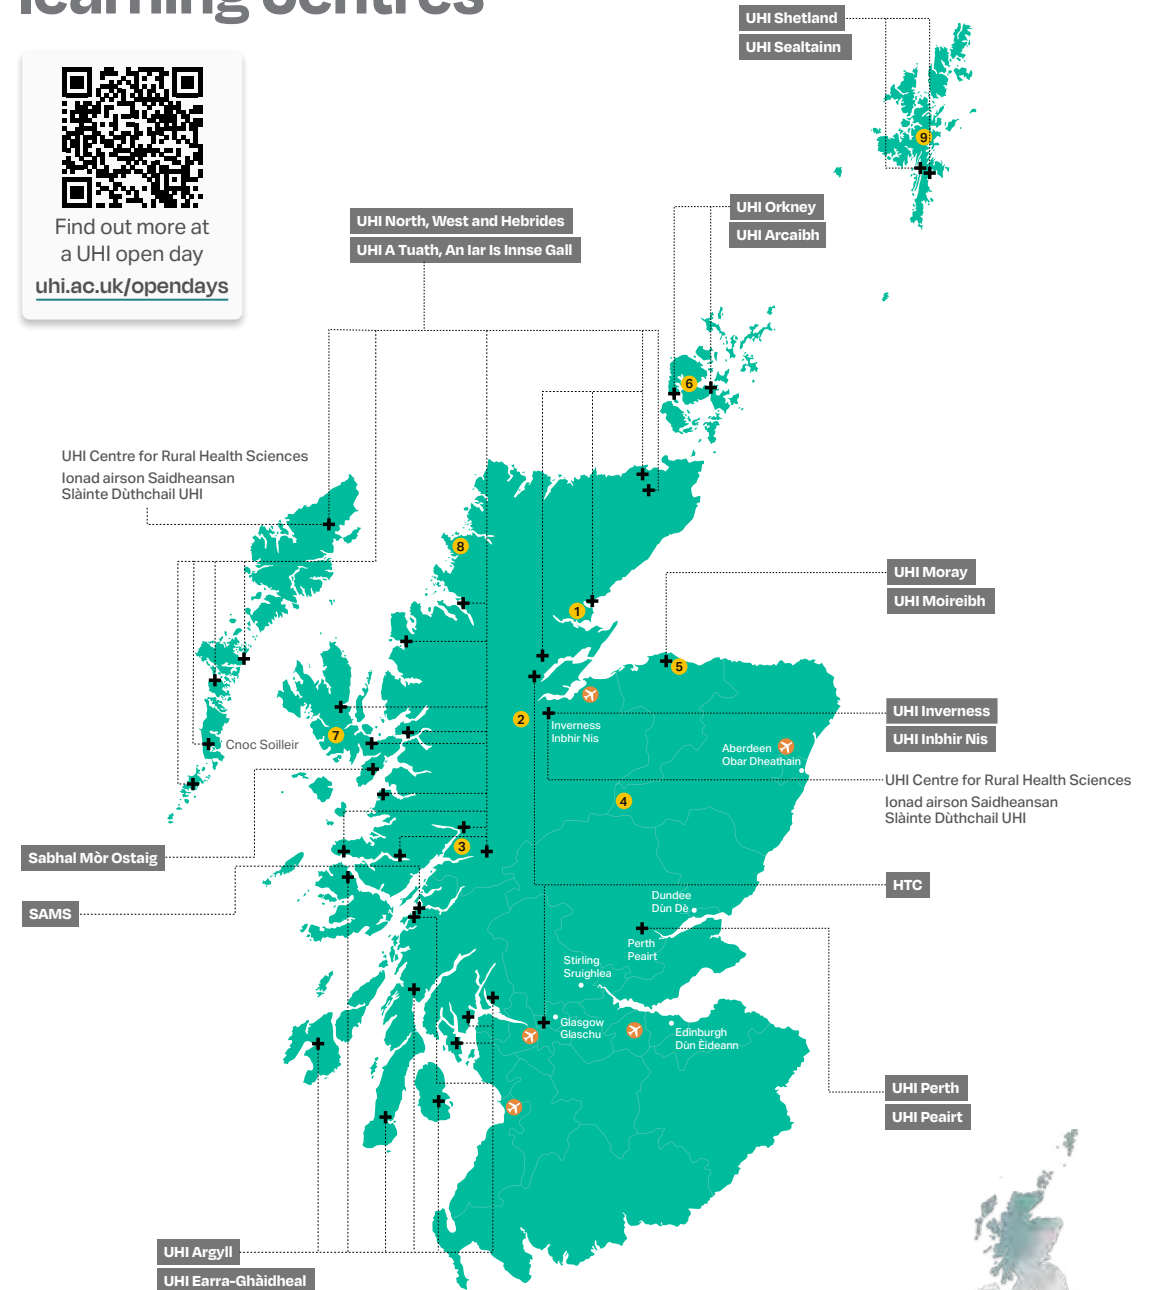 learning centres
UHI Shetland
UHI Sealtainn
9
Find out more at
a UHI open day
uhi.ac.uk/opendays
UHI North, West and Hebrides
UHI A Tuath, An Iar Is Innse Gall
UHI Orkney
UHI Arcaibh
6
UHI Centre for Rural Health Sciences
Ionad airson Saidheansan
Slàinte Dùthchail UHI
8
1
UHI Moray
UHI Moireibh
5
2
Inverness
Inbhir Nis
UHI Inverness
UHI Inbhir Nis
7
Cnoc Soilleir
Aberdeen
Obar Dheathain
UHI Centre for Rural Health Sciences
Ionad airson Saidheansan
Slàinte Dùthchail UHI
4
3
Sabhal Mòr Ostaig
HTC
SAMS
Dundee
Dùn Dè
Perth
Peairt
Stirling
Sruighlea
Glasgow
Glaschu
Edinburgh
Dùn Èideann
UHI Perth
UHI Peairt
UHI Argyll
UHI Earra-Ghàidheal